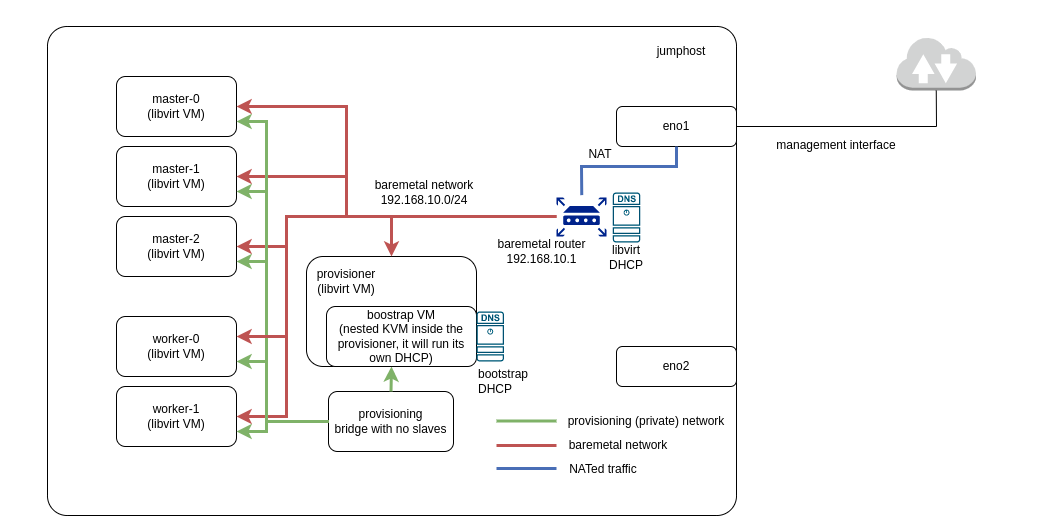 jumphost
master-0
(libvirt VM)
eno1
management interface
NAT
master-1
(libvirt VM)
baremetal network
192.168.10.0/24
DNS
master-2
(libvirt VM)
baremetal router
192.168.10.1
libvirt
DHCP
provisioner
(libvirt VM)
boostrap VM
(nested KVM inside the
provisioner, it will run its
own DHCP)
DNS
worker-0
(libvirt VM)
bootstrap
DHCP
eno2
worker-1
(libvirt VM)
provisioning
bridge with no slaves
provisioning (private) network
baremetal network
NATed traffic